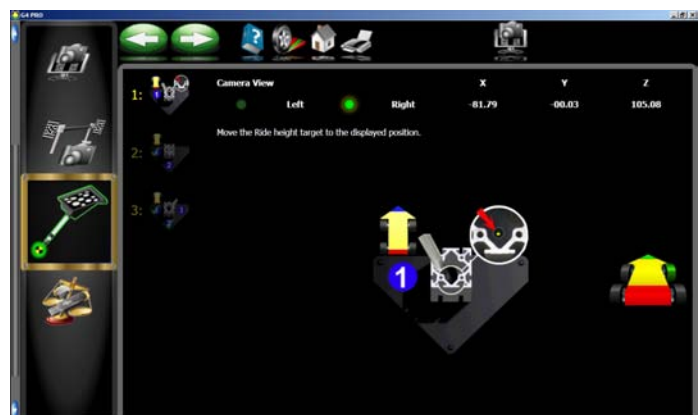 G4 PRO
Camera View X Y Z
1: 1
Left Right -81.79 -00.03 105.08
Move the Ride height target to the displayed position.
2:
3:
1